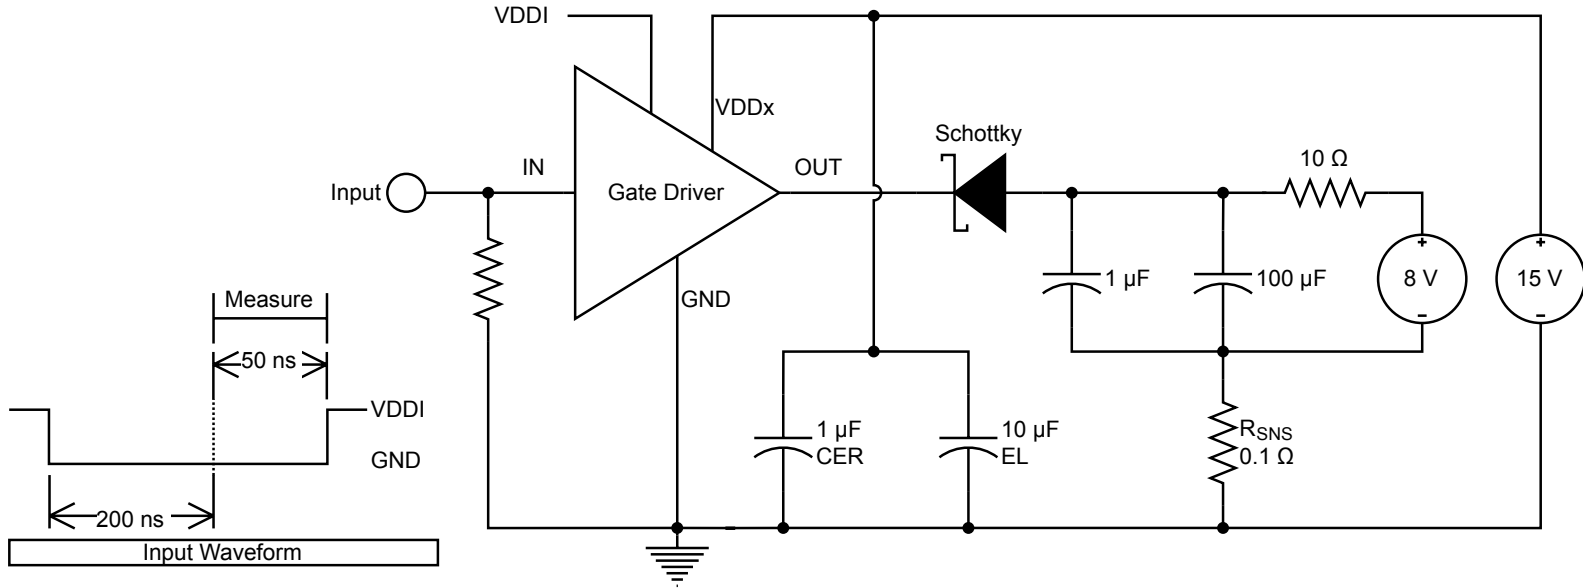 VDDI
VDDx
Schottky
10 Ω
IN
OUT
Input
Gate Driver
+
+
1 µF
100 µF
8 V
15 V
GND
Measure
-
-
50 ns
VDDI
1 µF
CER
10 µF
EL
RSNS
0.1 Ω
GND
200 ns
Input Waveform